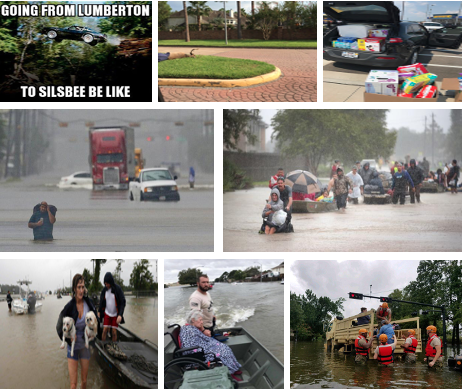 GOING FROM LUMBERTON
TO SILSBEE BE LIKE